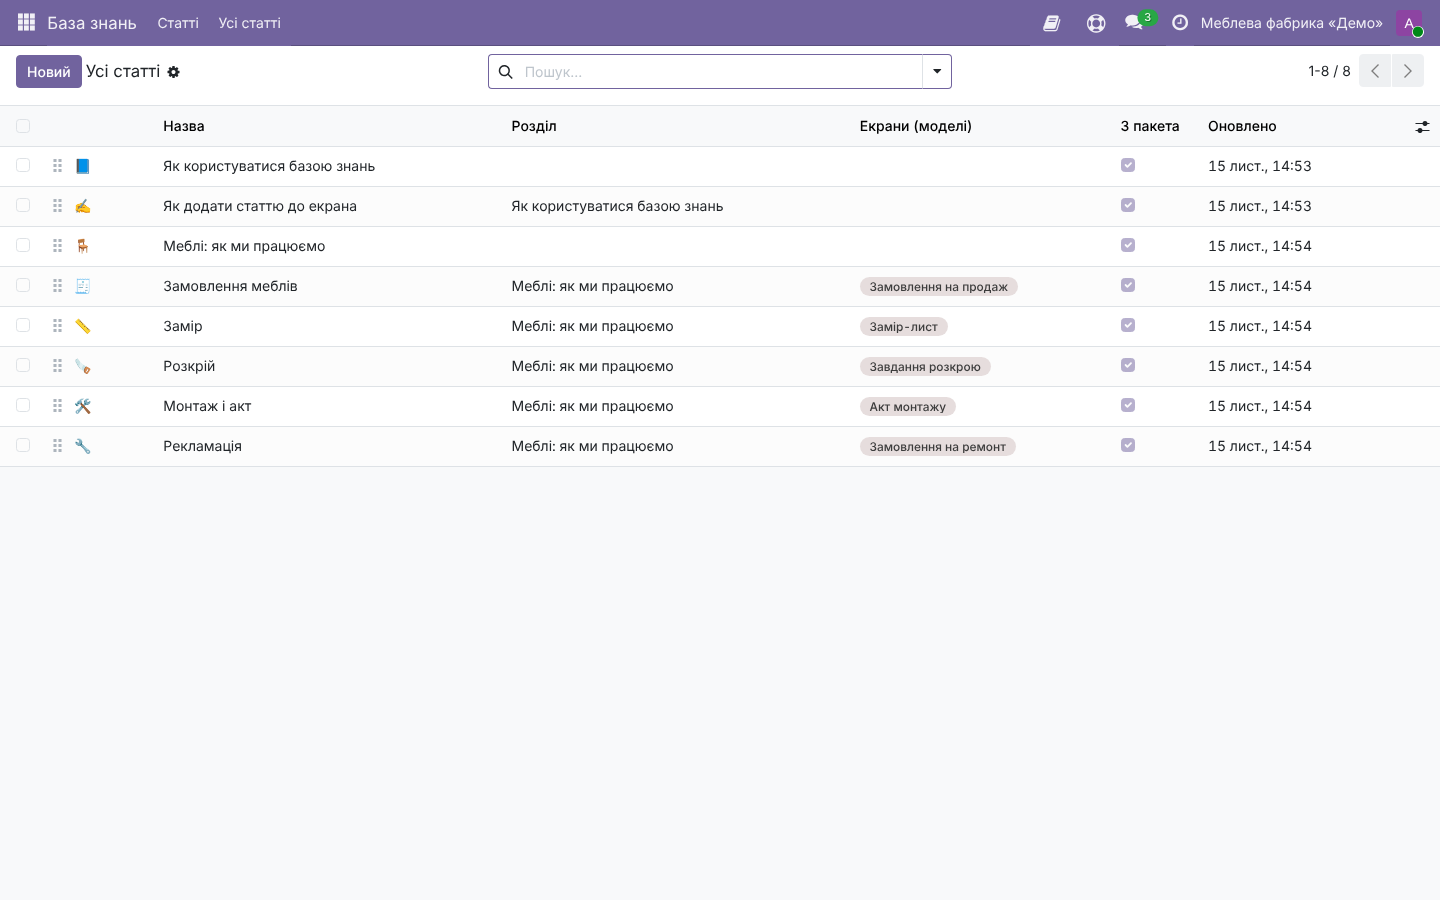 База знань Статті Усі статті 3 Меблева фабрика «Демо» A
Новий Усі статті Пошук... 1-8 / 8
Назва Розділ Екрани (моделі) З пакета Оновлено
Як користуватися базою знань 15 лист., 14:53
Як додати статтю до екрана Як користуватися базою знань 15 лист., 14:53
Меблі: як ми працюємо 15 лист., 14:54
Замовлення меблів Меблі: як ми працюємо Замовлення на продаж 15 лист., 14:54
Замір Меблі: як ми працюємо Замір-лист 15 лист., 14:54
Розкрій Меблі: як ми працюємо Завдання розкрою 15 лист., 14:54
Монтаж і акт Меблі: як ми працюємо Акт монтажу 15 лист., 14:54
Рекламація Меблі: як ми працюємо Замовлення на ремонт 15 лист., 14:54